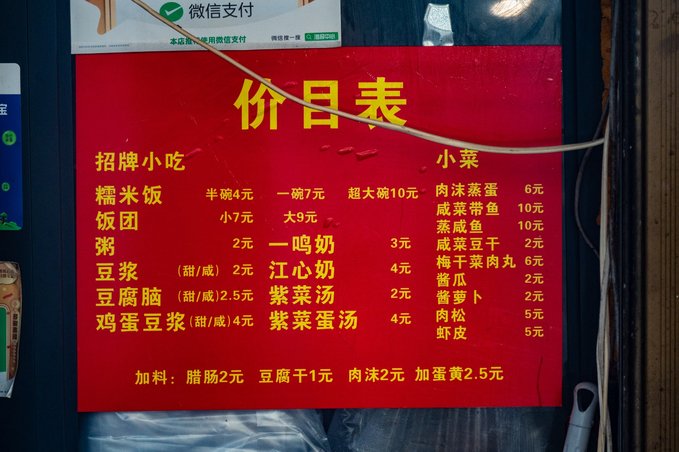 微信支付
本店推荐使用微信支付
微信搜一搜
价目表
招牌小吃
糯米饭 半碗4元 一碗7元 超大碗10元
饭团 小7元 大9元
粥 2元 一鸣奶 3元
豆浆 (甜/咸) 2元 江心奶 4元
豆腐脑 (甜/咸)2.5元 紫菜汤 2元
鸡蛋豆浆 (甜/咸)4元 紫菜蛋汤 4元
小菜
肉沫蒸蛋 6元
咸菜带鱼 10元
蒸咸鱼 10元
咸菜豆干 2元
梅干菜肉丸 6元
酱瓜 2元
酱萝卜 2元
肉松 5元
虾皮 5元
加料：腊肠2元 豆腐干1元 肉沫2元 加蛋黄2.5元